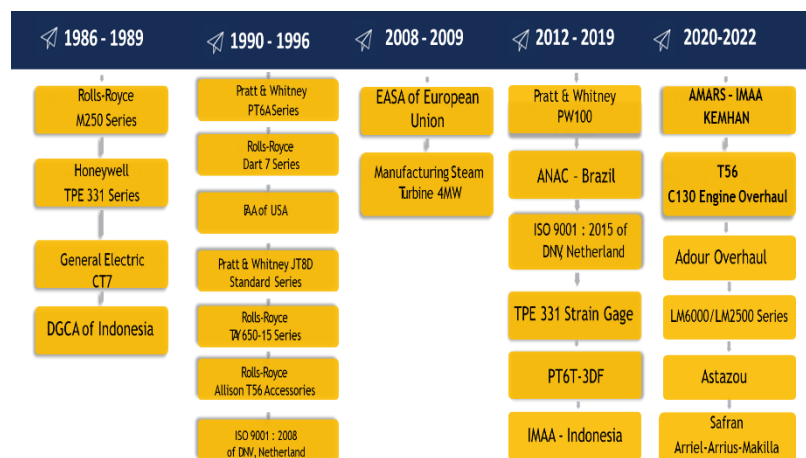 1986 - 1989
Rolls-Royce
M250 Series
Honeywell
TPE 331 Series
General Electric
CT7
DGCA of Indonesia
1990 - 1996
Pratt & Whitney
PT6A Series
Rolls-Royce
Dart 7 Series
FAA of USA
Pratt & Whitney JT8D
Standard Series
Rolls-Royce
TAY 650-15 Series
Rolls-Royce
Allison T56 Accessories
ISO 9001 : 2008
of DNV, Netherland
2008 - 2009
EASA of European
Union
Manufacturing Steam
Turbine 4MW
2012 - 2019
Pratt & Whitney
PW100
ANAC - Brazil
ISO 9001 : 2015 of
DNV, Netherland
TPE 331 Strain Gage
PT6T-3DF
IMAA - Indonesia
2020-2022
AMARS - IMAA
KEMHAN
T56
C130 Engine Overhaul
Adour Overhaul
LM6000/LM2500 Series
Astazou
Safran
Arriel-Arrius-Makilla